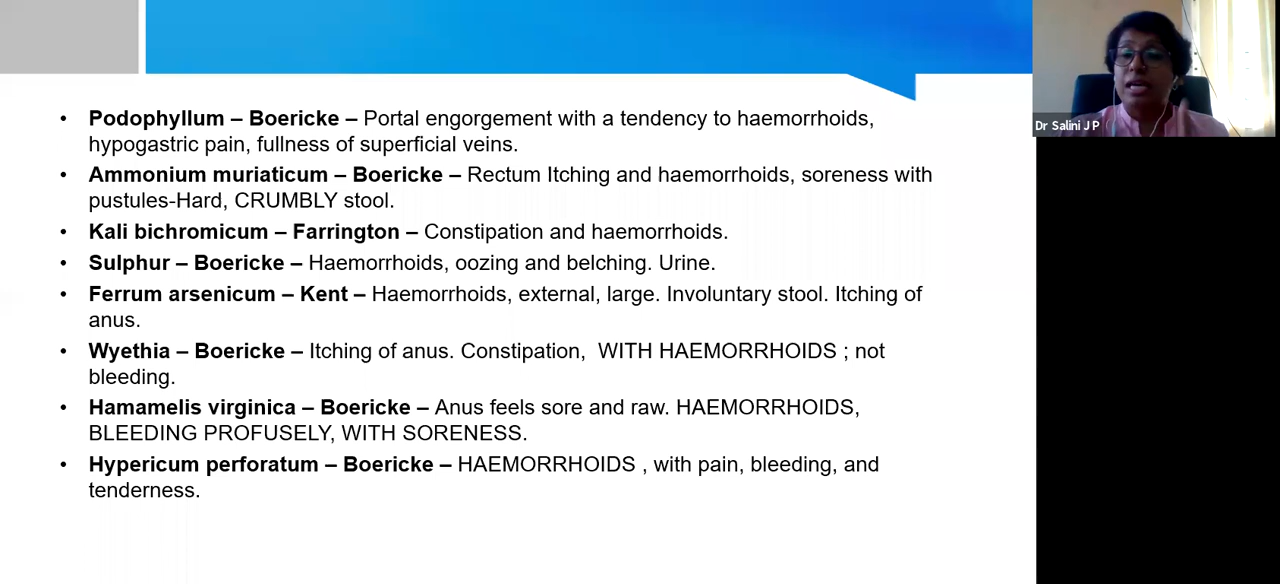 • Podophyllum – Boericke – Portal engorgement with a tendency to haemorrhoids,
hypogastric pain, fullness of superficial veins.
• Ammonium muriaticum – Boericke – Rectum Itching and haemorrhoids, soreness with
pustules-Hard, CRUMBLY stool.
• Kali bichromicum – Farrington – Constipation and haemorrhoids.
• Sulphur – Boericke – Haemorrhoids, oozing and belching. Urine.
• Ferrum arsenicum – Kent – Haemorrhoids, external, large. Involuntary stool. Itching of
anus.
• Wyethia – Boericke – Itching of anus. Constipation,  WITH HAEMORRHOIDS ; not
bleeding.
• Hamamelis virginica – Boericke – Anus feels sore and raw. HAEMORRHOIDS,
BLEEDING PROFUSELY, WITH SORENESS.
• Hypericum perforatum – Boericke – HAEMORRHOIDS , with pain, bleeding, and
tenderness.
Dr Salini J P